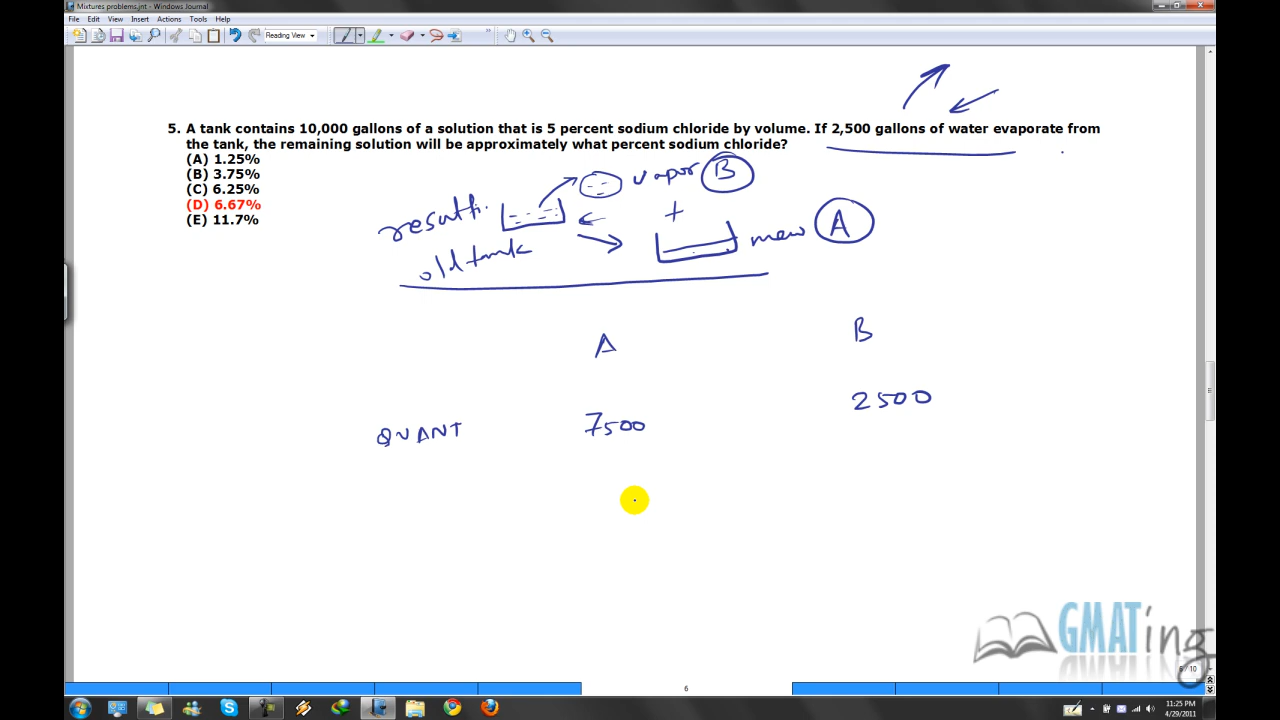 Mixtures problems.jnt - Windows Journal
File Edit View Insert Actions Tools Help
Reading View
5. A tank contains 10,000 gallons of a solution that is 5 percent sodium chloride by volume. If 2,500 gallons of water evaporate from
the tank, the remaining solution will be approximately what percent sodium chloride?
(A) 1.25%
(B) 3.75%
(C) 6.25%
(D) 6.67%
(E) 11.7%
vapor B
+
new A
old tank
A B
QUANT 7500 2500
GMATing
6 / 10
6
11:25 PM
4/29/2011